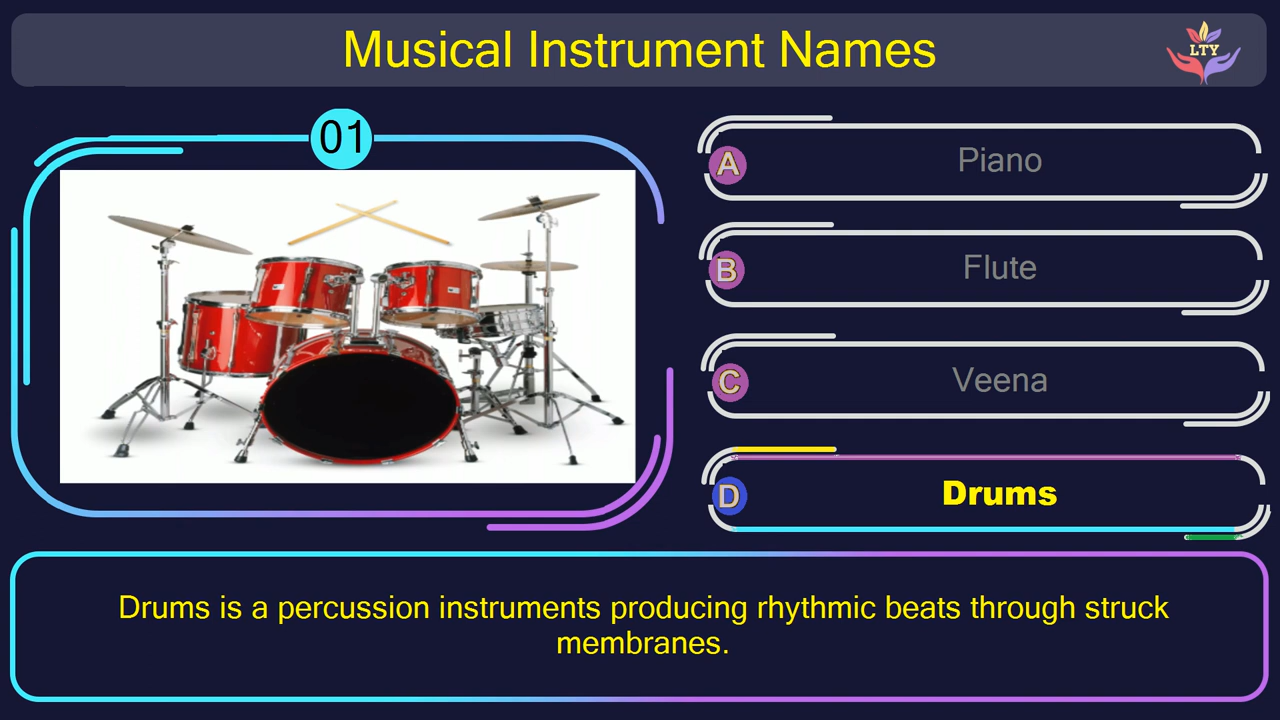 Musical Instrument Names
LTY
01
A
Piano
B
Flute
C
Veena
D
Drums
Drums is a percussion instruments producing rhythmic beats through struck
membranes.